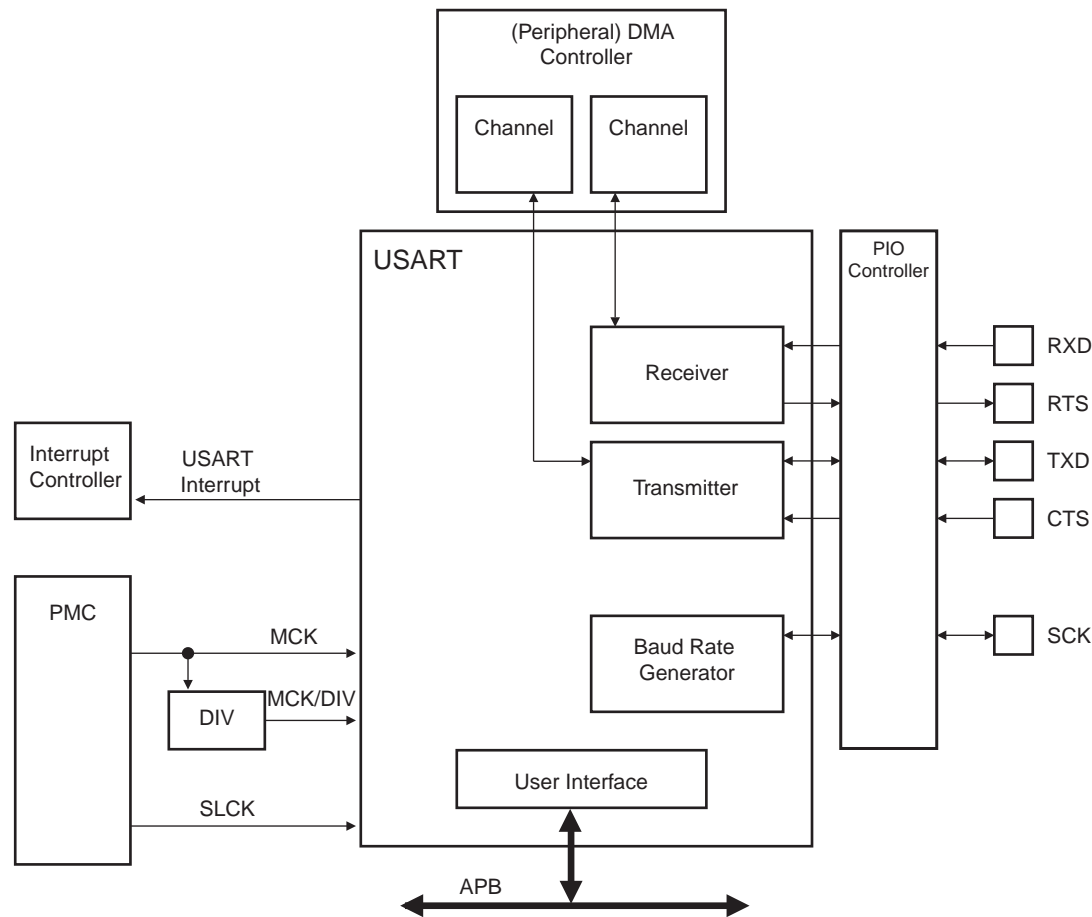 (Peripheral) DMA
Controller
Channel
Channel
USART
PIO
Controller
RXD
Receiver
RTS
Interrupt
Controller
USART
Interrupt
TXD
Transmitter
CTS
PMC
MCK
Baud Rate
Generator
SCK
MCK/DIV
DIV
User Interface
SLCK
APB